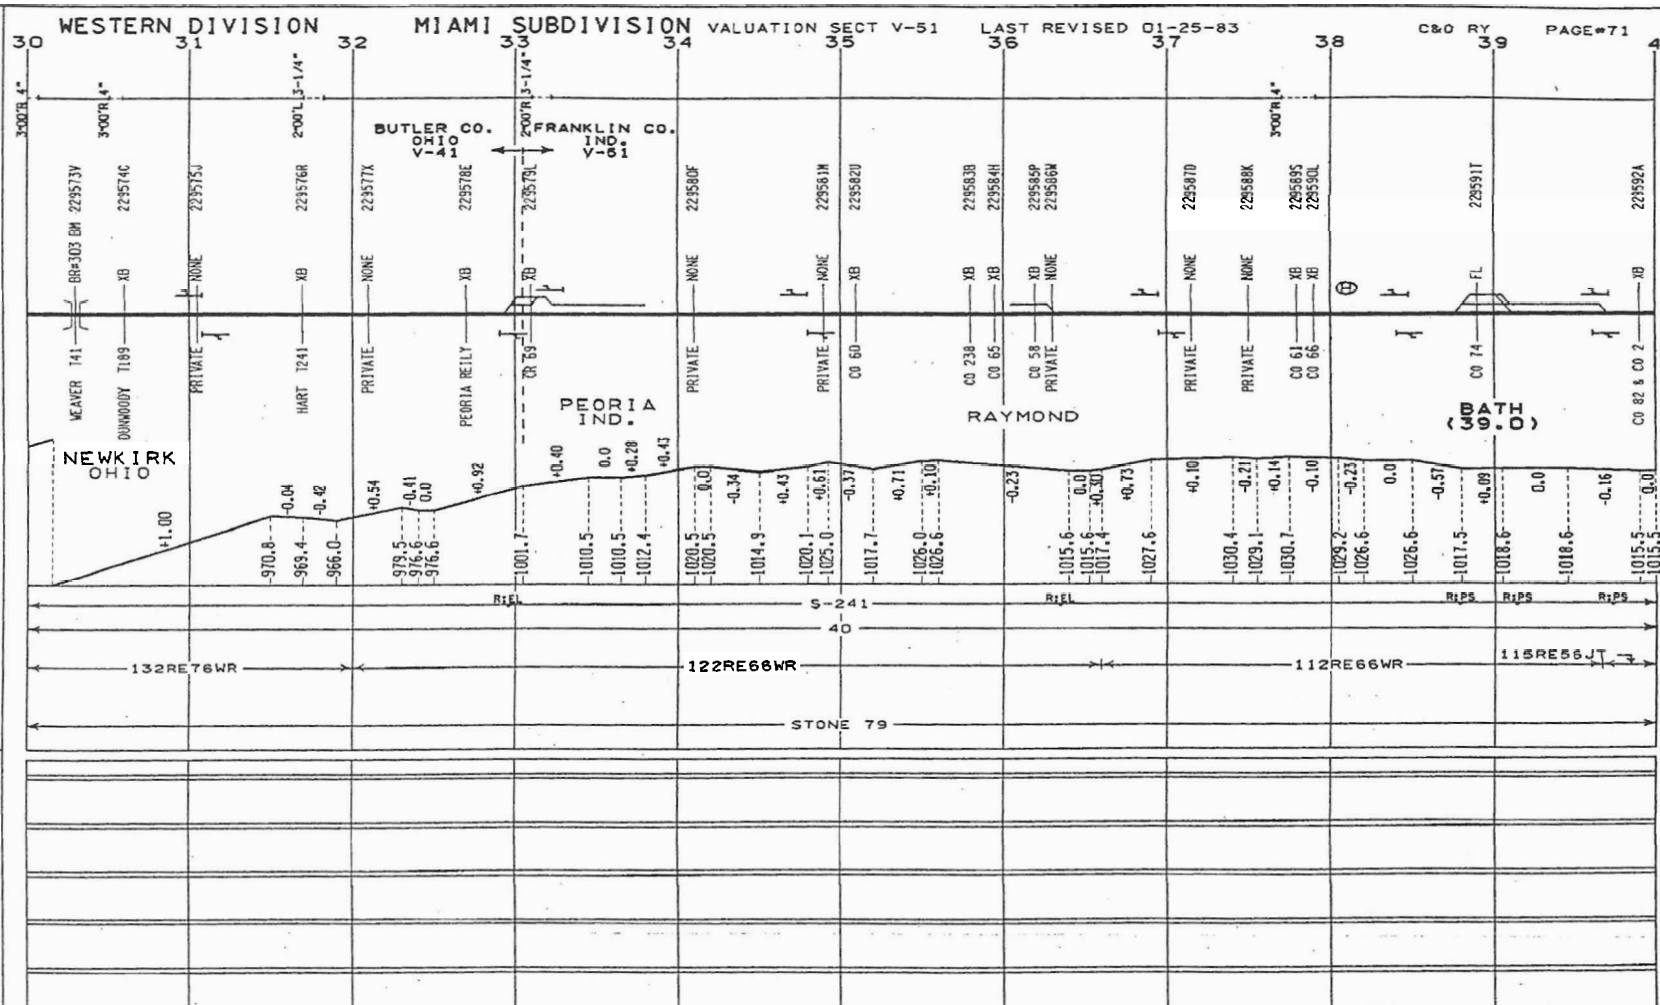 WESTERN DIVISION MIAMI SUBDIVISION VALUATION SECT V-51 LAST REVISED 01-25-83 C&O RY PAGE#71
30 31 32 33 34 35 36 37 38 39 4
3°00'R 4" 3°00'R 4" 2°00'L 3-1/4" 2°00'R 3-1/4" 3°00'R 4"
BUTLER CO. FRANKLIN CO.
OHIO IND.
V-41 V-51
229573V 229574C 229575J 229576R 229577X 229578E 229579L 229580F 229581M 229582U 229583B 229584H 229585P 229586W 229587D 229588K 229589S 229590L 229591T 229592A
BR#303 BM XB NONE XB NONE XB XB PRIVATE NONE XB XB XB XB NONE NONE NONE XB XB H FL XB
WEAVER T41 DUNWOODY T189 PRIVATE HART T241 PRIVATE PEORIA REILY CR 69 PRIVATE PRIVATE CO 60 CO 238 CO 65 CO 58 PRIVATE PRIVATE PRIVATE CO 61 CO 66 CO 74 CO 82 & CO 2
PEORIA
IND.
RAYMOND
BATH
(39.0)
NEWKIRK
OHIO
+1.00 -0.04 -0.42 +0.54 -0.41 0.0 +0.92 +0.40 0.0 +0.28 +0.43 0.0 -0.34 +0.43 +0.61 -0.37 +0.71 +0.10 -0.23 0.0 +0.30 +0.73 +0.10 -0.21 +0.14 -0.10 -0.23 0.0 -0.57 +0.09 0.0 -0.16 0.0
970.8 969.4 966.0 979.5 976.6 976.6 1001.7 1010.5 1010.5 1012.4 1020.5 1020.5 1014.9 1020.1 1025.0 1017.7 1026.0 1026.6 1015.6 1015.6 1017.4 1027.6 1030.4 1029.1 1030.7 1029.2 1026.6 1026.6 1017.5 1018.6 1018.6 1015.5 1015.5
R:EL R:EL R:PS R:PS R:PS
S-241
40
132RE76WR 122RE66WR 112RE66WR 115RE56JT
STONE 79